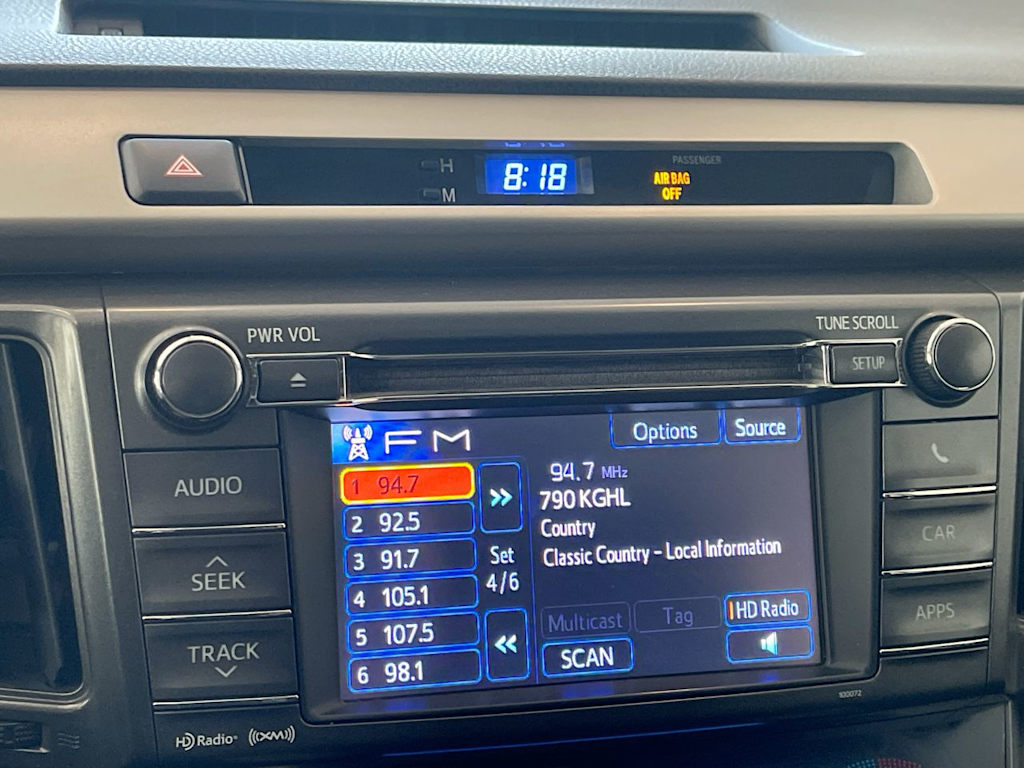 H
M
8:18
PASSENGER
AIR BAG
OFF
PWR VOL
TUNE SCROLL
SETUP
FM
Options
Source
1 94.7
2 92.5
3 91.7
4 105.1
5 107.5
6 98.1
Set
4/6
94.7 MHz
790 KGHL
Country
Classic Country - Local Information
Multicast
Tag
HD Radio
SCAN
AUDIO
SEEK
TRACK
CAR
APPS
100072
HD Radio
((XM))